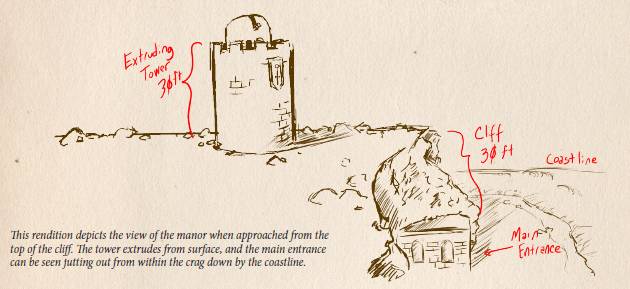 Extruding
Tower
30 ft
Cliff
30 ft
Coastline
Main
Entrance
This rendition depicts the view of the manor when approached from the
top of the cliff. The tower extrudes from surface, and the main entrance
can be seen jutting out from within the crag down by the coastline.